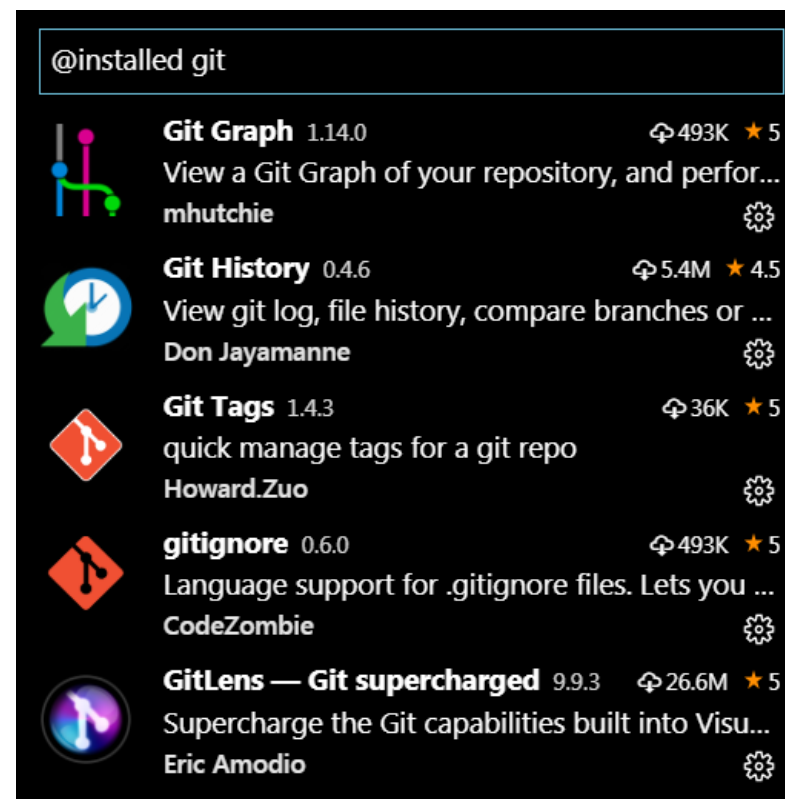 @installed git
Git Graph 1.14.0 493K ★ 5
View a Git Graph of your repository, and perfor...
mhutchie
Git History 0.4.6 5.4M ★ 4.5
View git log, file history, compare branches or ...
Don Jayamanne
Git Tags 1.4.3 36K ★ 5
quick manage tags for a git repo
Howard.Zuo
gitignore 0.6.0 493K ★ 5
Language support for .gitignore files. Lets you ...
CodeZombie
GitLens — Git supercharged 9.9.3 26.6M ★ 5
Supercharge the Git capabilities built into Visu...
Eric Amodio